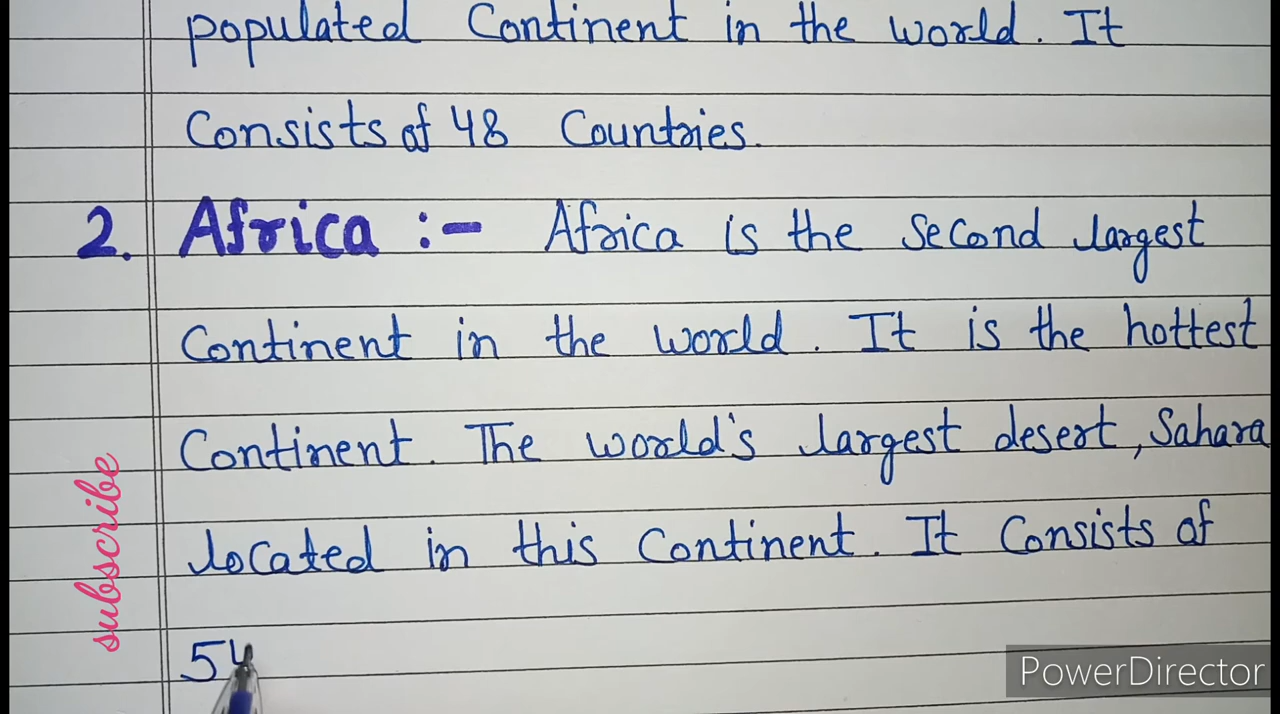 populated Continent in the world. It
Consists of 48 Countries.
2. Africa :- Africa is the Second largest
Continent in the world. It is the hottest
Continent. The world's largest desert, Sahara
located in this Continent. It Consists of
54
subscribe
PowerDirector